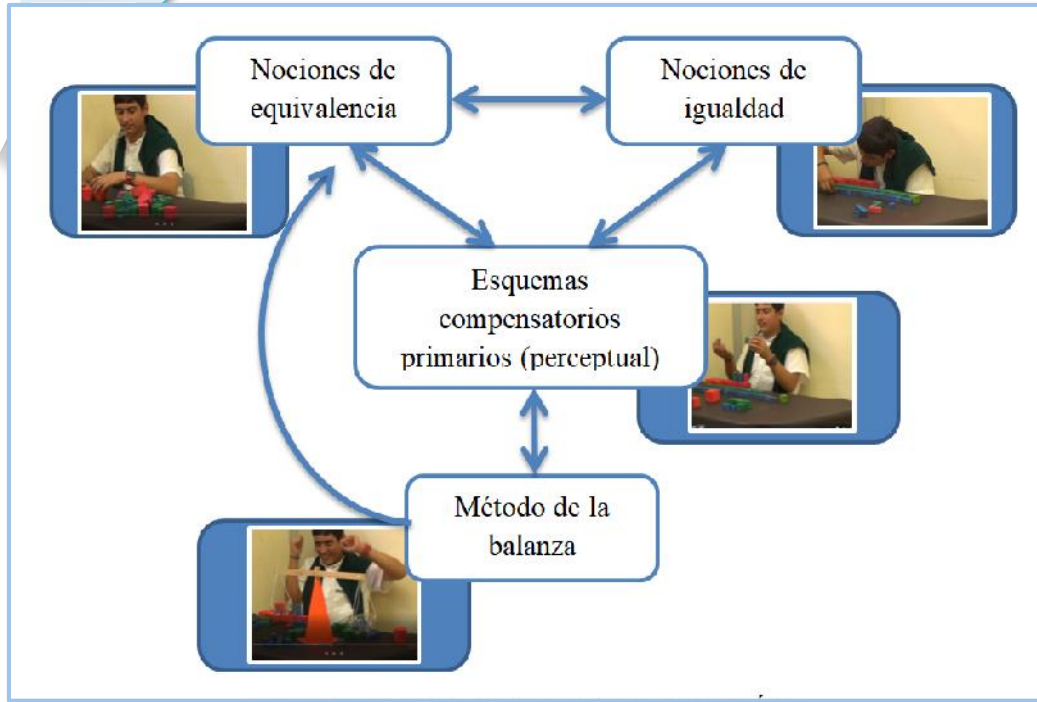 Nociones de
equivalencia
Nociones de
igualdad
Esquemas
compensatorios
primarios (perceptual)
Método de la
balanza